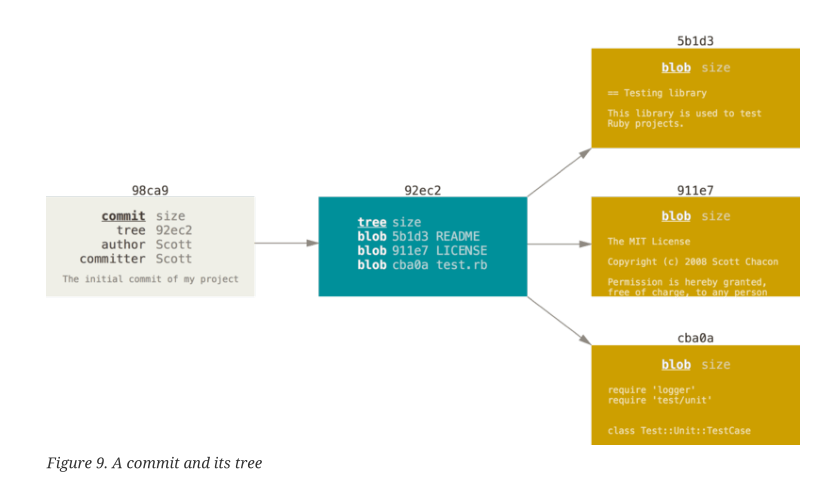 98ca9
commit size
tree 92ec2
author Scott
committer Scott
The initial commit of my project
92ec2
tree size
blob 5b1d3 README
blob 911e7 LICENSE
blob cba0a test.rb
5b1d3
blob size
== Testing library
This library is used to test
Ruby projects.
911e7
blob size
The MIT License
Copyright (c) 2008 Scott Chacon
Permission is hereby granted,
free of charge, to any person
cba0a
blob size
require 'logger'
require 'test/unit'
class Test::Unit::TestCase
Figure 9. A commit and its tree